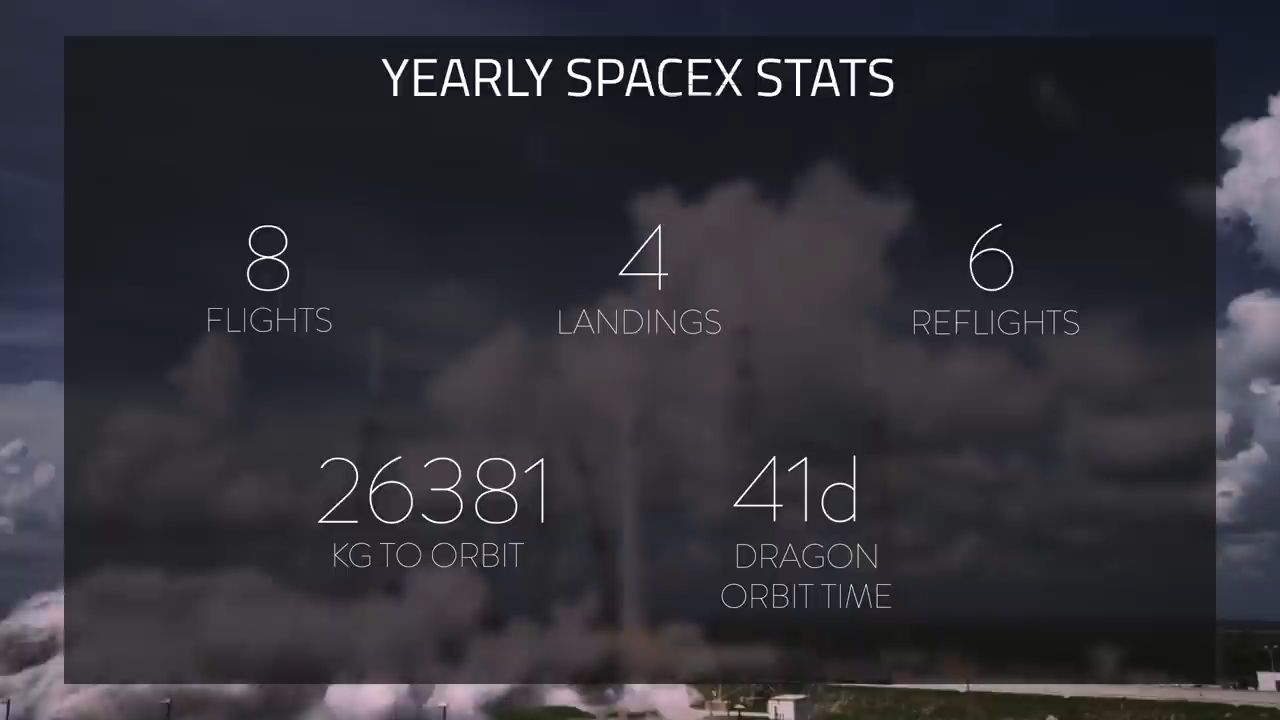 YEARLY SPACEX STATS
8
FLIGHTS
4
LANDINGS
6
REFLIGHTS
26381
KG TO ORBIT
41d
DRAGON
ORBIT TIME